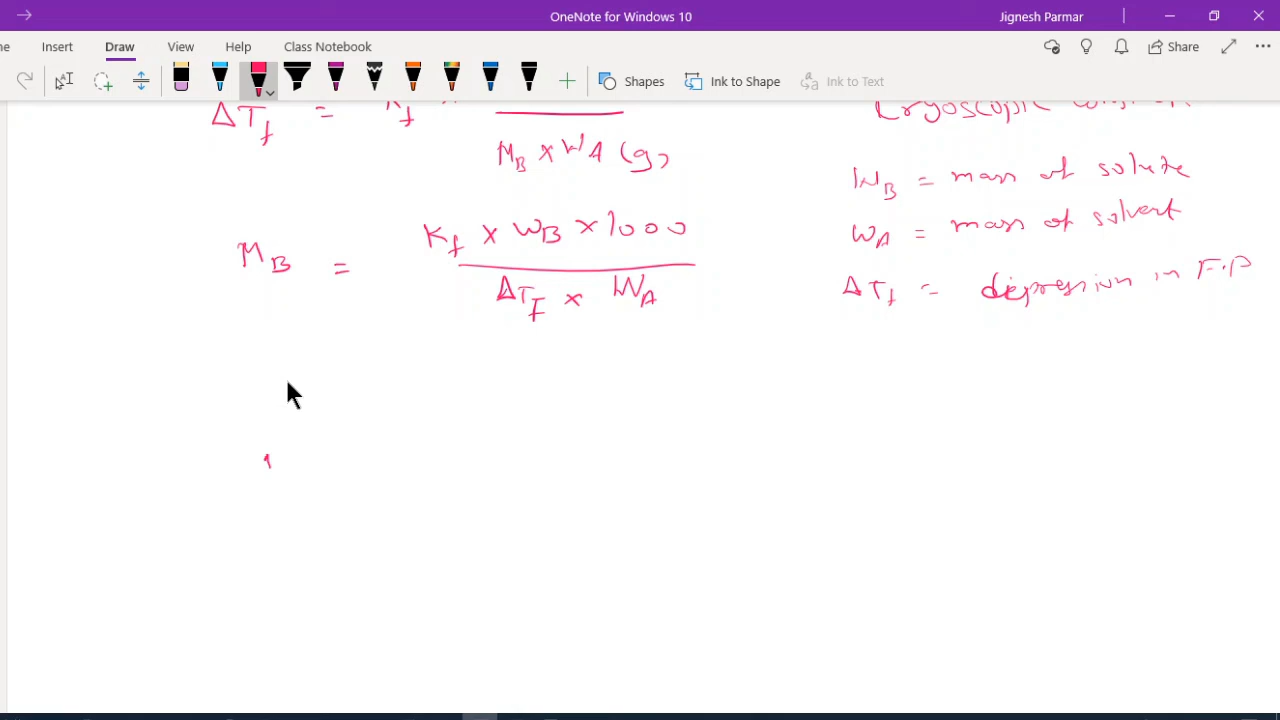 OneNote for Windows 10
Jignesh Parmar
Insert Draw View Help Class Notebook Share
Shapes Ink to Shape Ink to Text
ΔTf = Kf ×
MB × WA (g)
MB = Kf × WB × 1000
ΔTf × WA
Cryoscopic constant
WB = mass of solute
WA = mass of solvent
ΔTf = depression in F.P